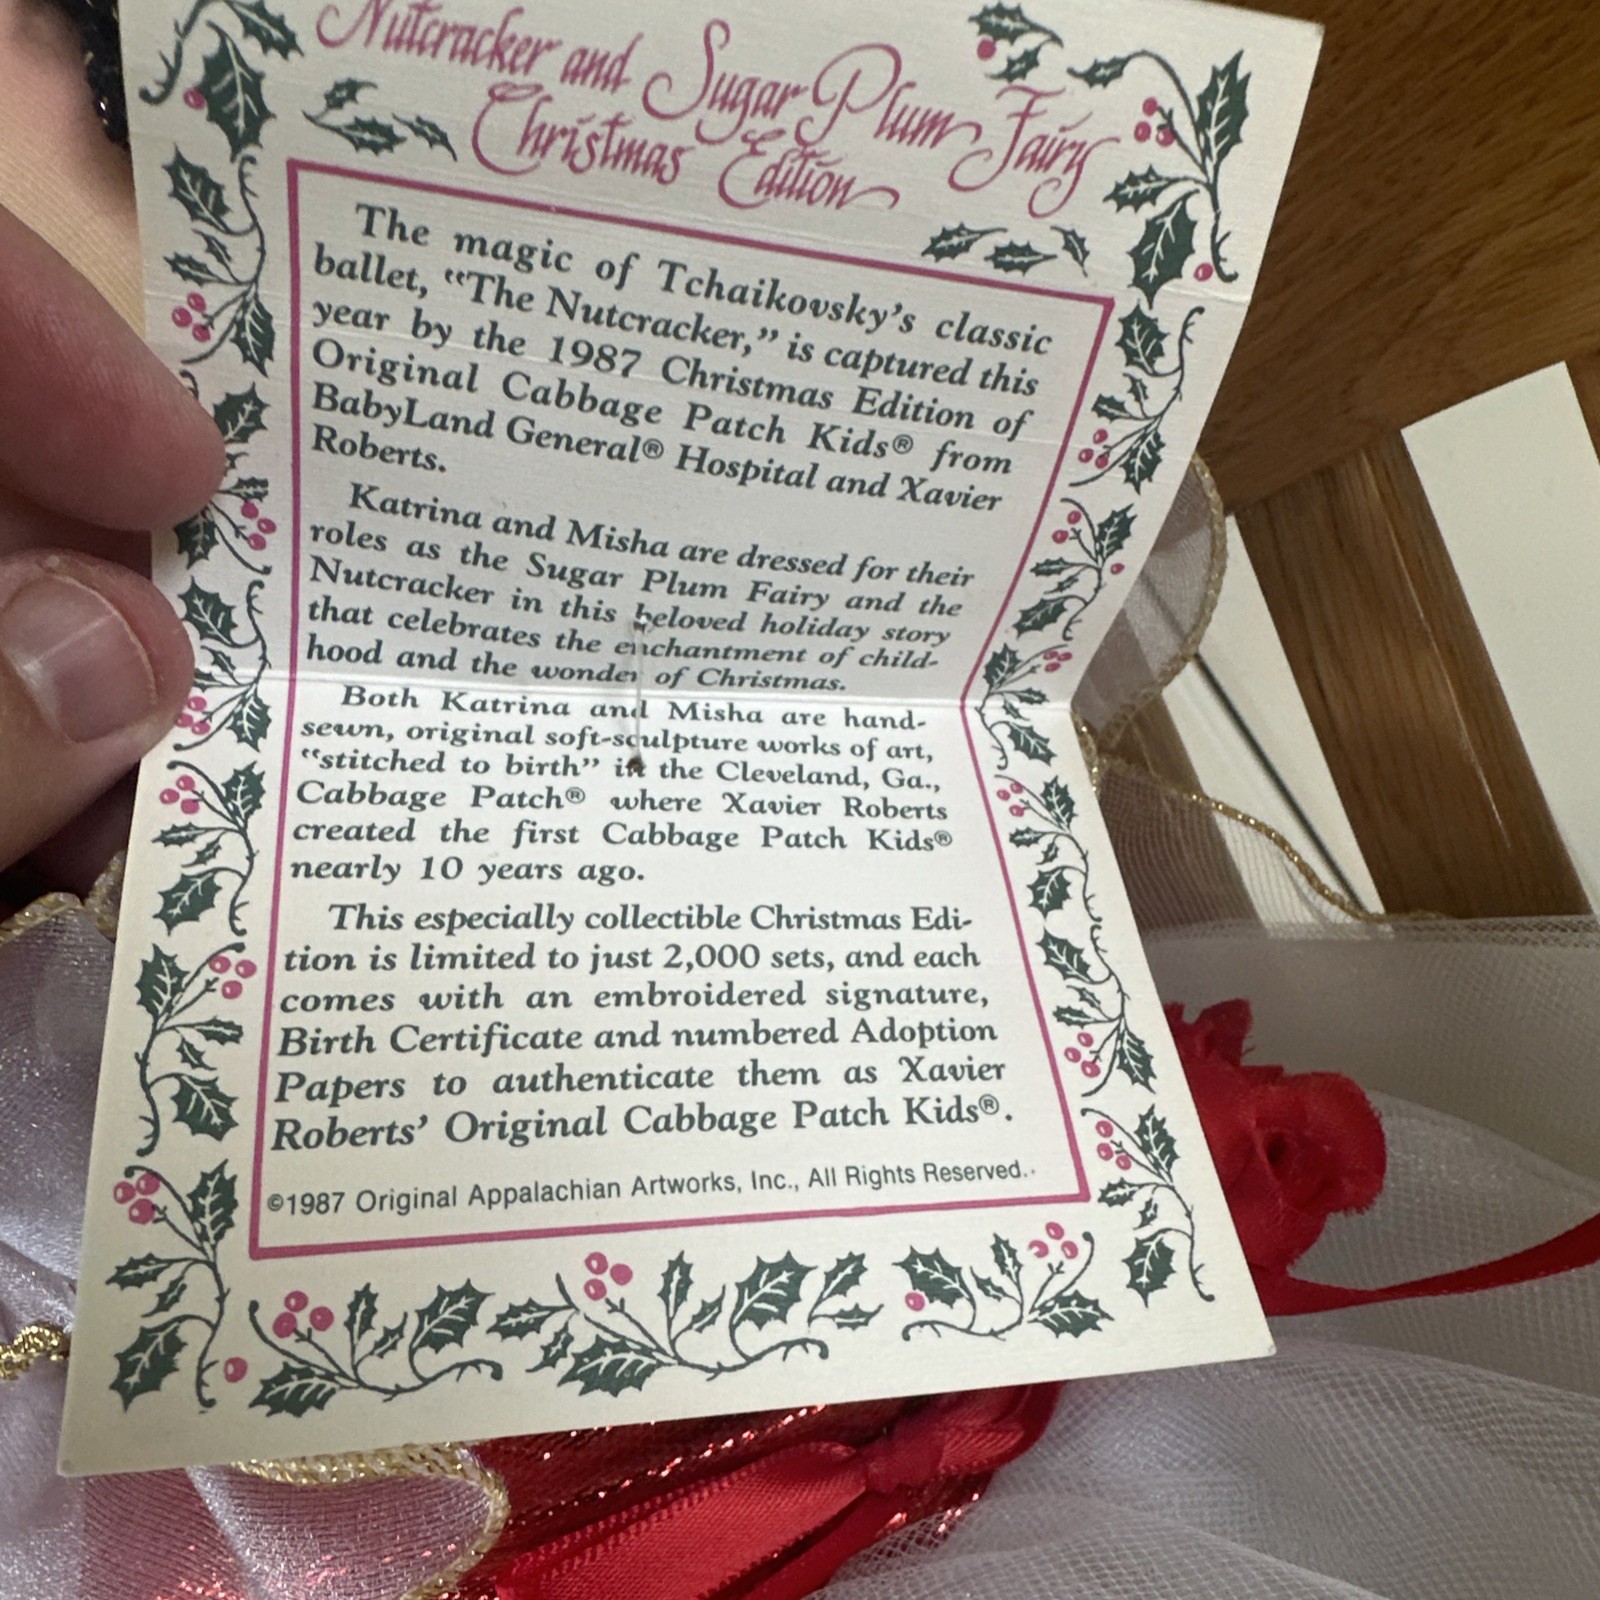 Nutcracker and Sugar Plum Fairy
Christmas Edition
The magic of Tchaikovsky's classic
ballet, “The Nutcracker,” is captured this
year by the 1987 Christmas Edition of
Original Cabbage Patch Kids® from
BabyLand General® Hospital and Xavier
Roberts.
Katrina and Misha are dressed for their
roles as the Sugar Plum Fairy and the
Nutcracker in this beloved holiday story
that celebrates the enchantment of child-
hood and the wonder of Christmas.
Both Katrina and Misha are hand-
sewn, original soft-sculpture works of art,
“stitched to birth” in the Cleveland, Ga.,
Cabbage Patch® where Xavier Roberts
created the first Cabbage Patch Kids®
nearly 10 years ago.
This especially collectible Christmas Edi-
tion is limited to just 2,000 sets, and each
comes with an embroidered signature,
Birth Certificate and numbered Adoption
Papers to authenticate them as Xavier
Roberts' Original Cabbage Patch Kids®.
©1987 Original Appalachian Artworks, Inc., All Rights Reserved.